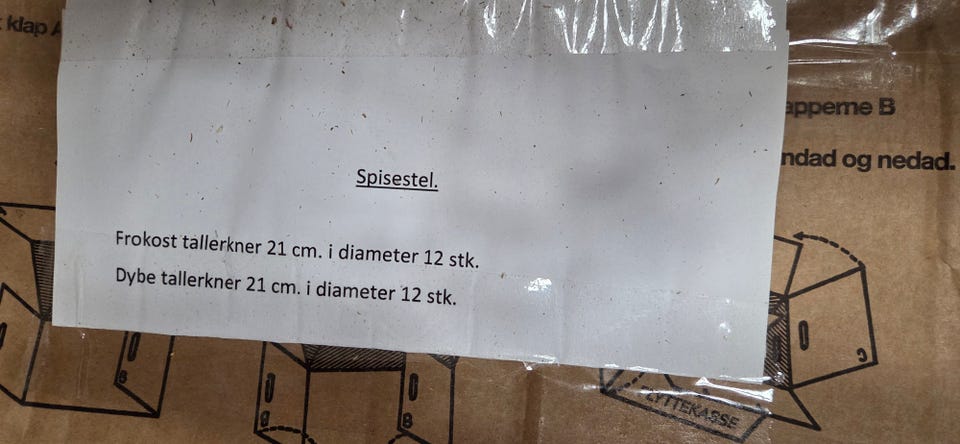 klap A
apperne B
ndad og nedad.
Spisestel.
Frokost tallerkner 21 cm. i diameter 12 stk.
Dybe tallerkner 21 cm. i diameter 12 stk.
B
B
B
C
FLYTTEKASSE